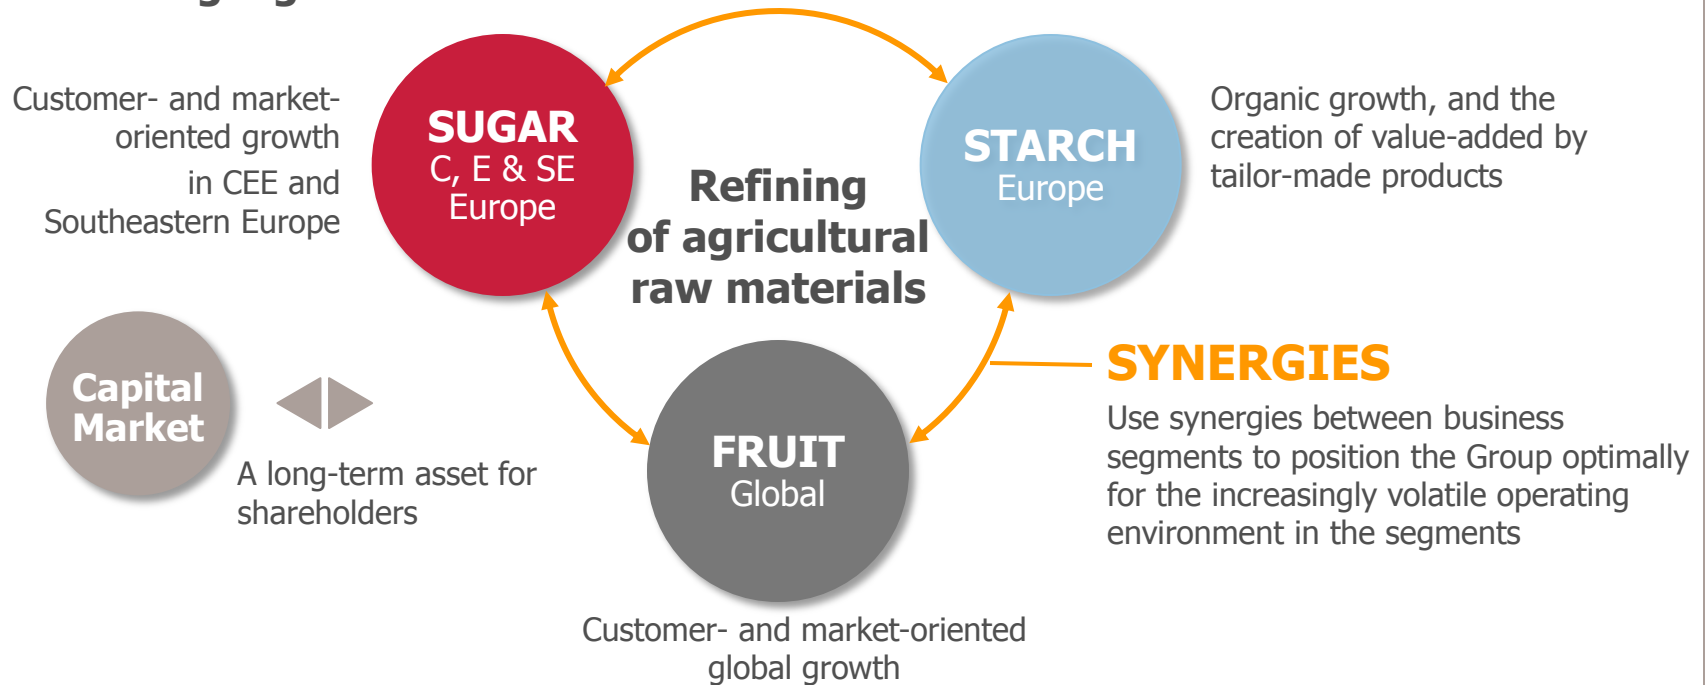 Customer- and market-
oriented growth
in CEE and
Southeastern Europe
SUGAR
C, E & SE
Europe
Refining
of agricultural
raw materials
STARCH
Europe
Organic growth, and the
creation of value-added by
tailor-made products
Capital
Market
A long-term asset for
shareholders
FRUIT
Global
Customer- and market-oriented
global growth
SYNERGIES
Use synergies between business
segments to position the Group optimally
for the increasingly volatile operating
environment in the segments